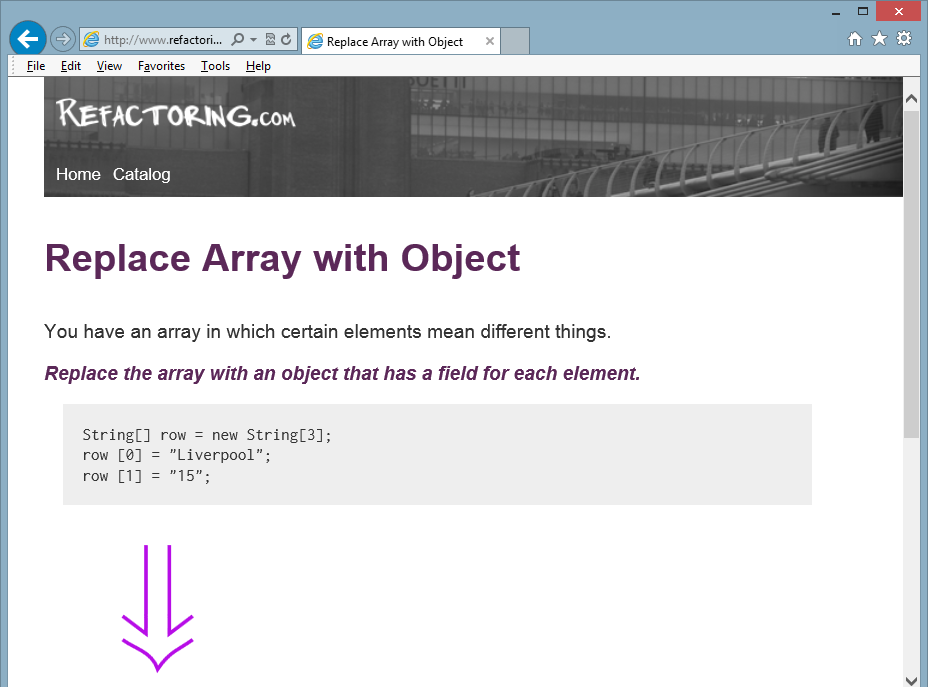 http://www.refactori...
Replace Array with Object
File Edit View Favorites Tools Help
REFACTORING.COM
Home Catalog
Replace Array with Object
You have an array in which certain elements mean different things.
Replace the array with an object that has a field for each element.
String[] row = new String[3];
row [0] = "Liverpool";
row [1] = "15";